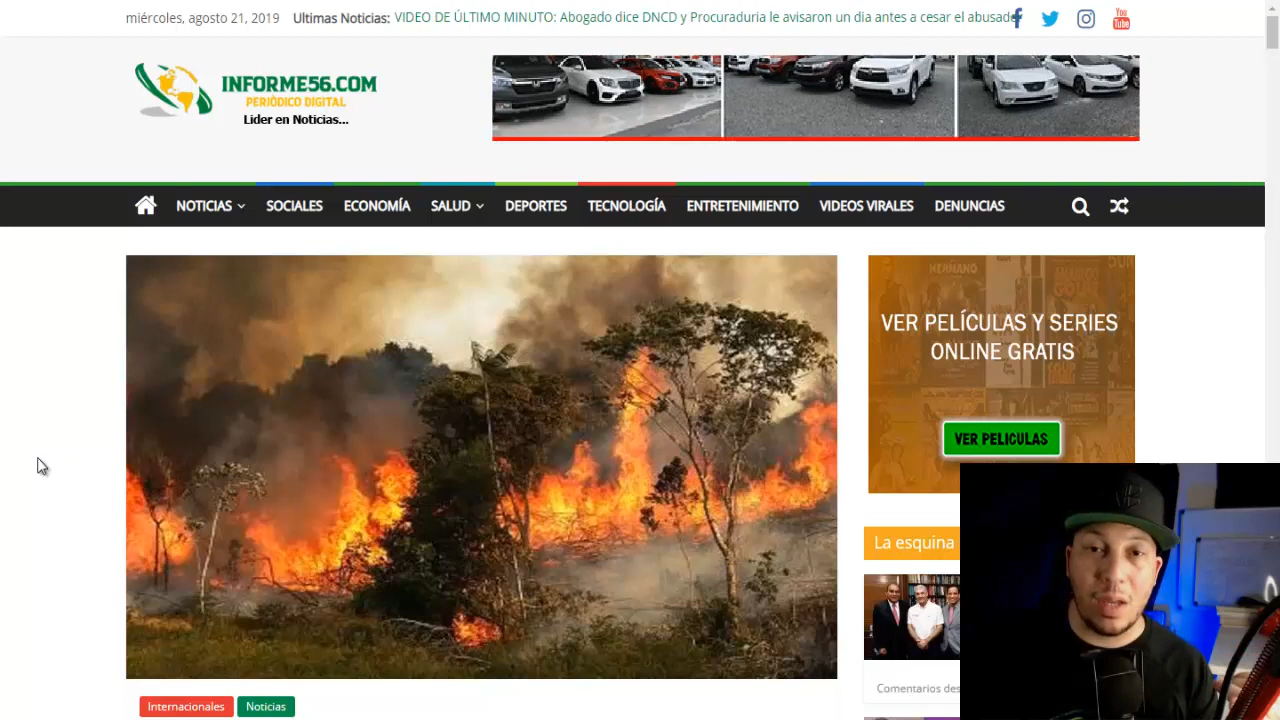 miércoles, agosto 21, 2019
Ultimas Noticias: VIDEO DE ÚLTIMO MINUTO: Abogado dice DNCD y Procuraduria le avisaron un dia antes a cesar el abusado
You
Tube
INFORME56.COM
PERIÓDICO DIGITAL
Lider en Noticias...
NOTICIAS SOCIALES ECONOMÍA SALUD DEPORTES TECNOLOGÍA ENTRETENIMIENTO VIDEOS VIRALES DENUNCIAS
VER PELÍCULAS Y SERIES
ONLINE GRATIS
VER PELICULAS
La esquina
Comentarios des
Internacionales
Noticias